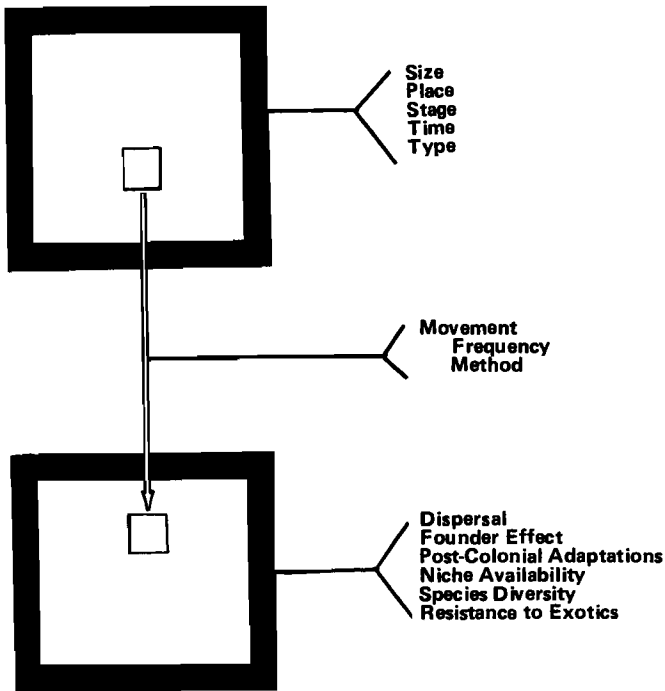 Size
Place
Stage
Time
Type
Movement
Frequency
Method
Dispersal
Founder Effect
Post-Colonial Adaptations
Niche Availability
Species Diversity
Resistance to Exotics